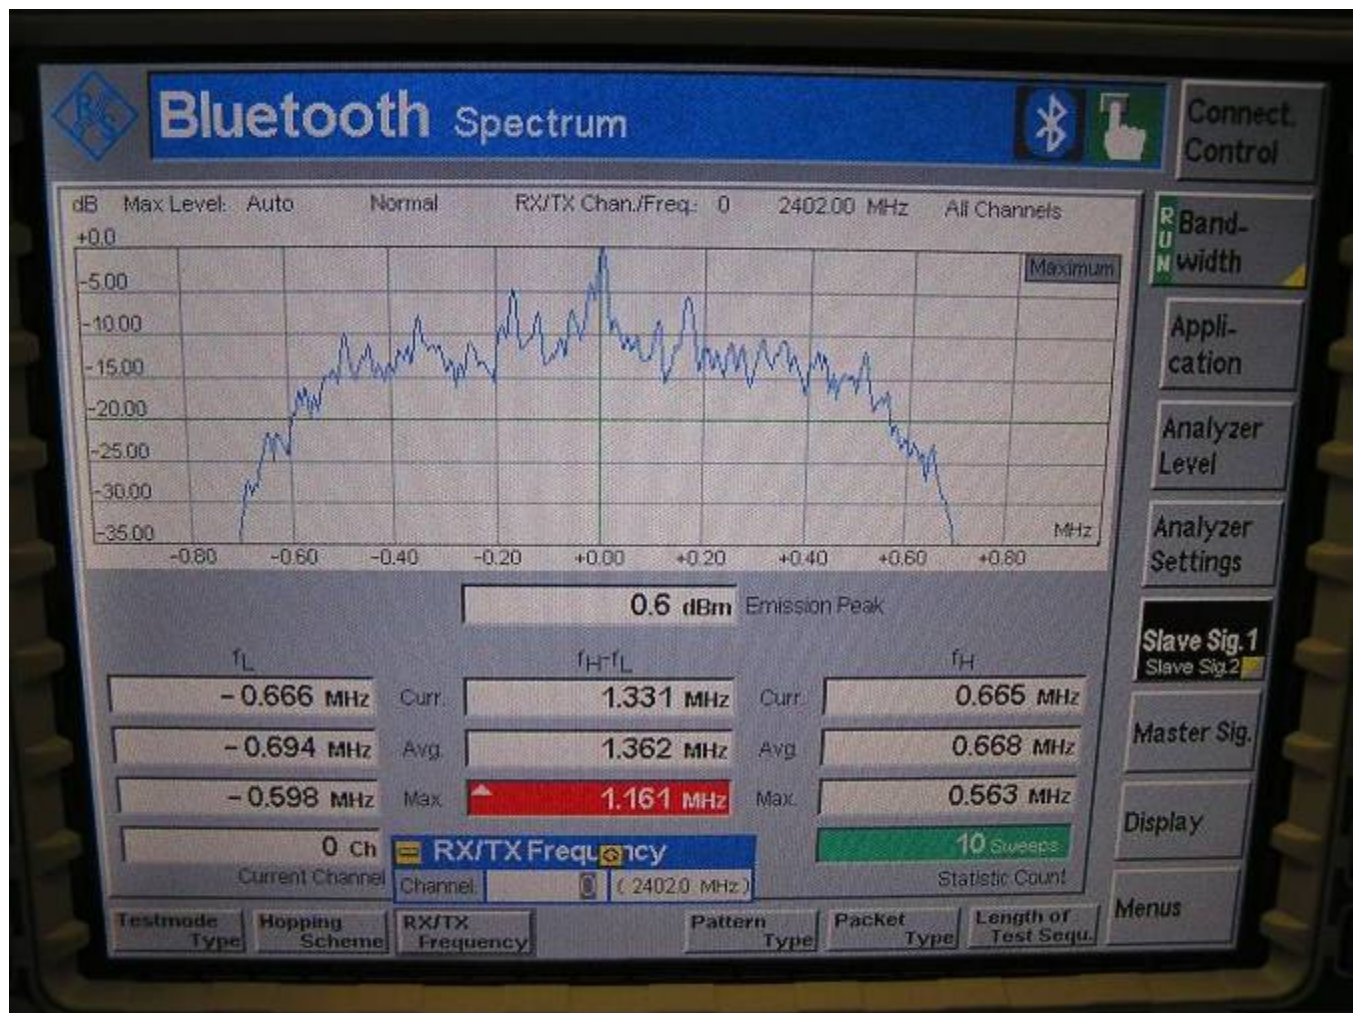 R&S
Bluetooth Spectrum
Connect.
Control
dB Max Level: Auto Normal RX/TX Chan./Freq.: 0 2402.00 MHz All Channels
+0.0
Maximum
-5.00
-10.00
-15.00
-20.00
-25.00
-30.00
-35.00
MHz
-0.80 -0.60 -0.40 -0.20 +0.00 +0.20 +0.40 +0.60 +0.80
RUN
Band-
width
Appli-
cation
Analyzer
Level
Analyzer
Settings
Slave Sig.1
Slave Sig.2
Master Sig.
Display
Menus
0.6 dBm Emission Peak
fL fH-fL fH
-0.666 MHz Curr. 1.331 MHz Curr. 0.665 MHz
-0.694 MHz Avg. 1.362 MHz Avg. 0.668 MHz
-0.598 MHz Max. 1.161 MHz Max. 0.563 MHz
0 Ch RX/TX Frequency 10 Sweeps
Current Channel Channel: 0 (2402.0 MHz) Statistic Count
Testmode
Type
Hopping
Scheme
RX/TX
Frequency
Pattern
Type
Packet
Type
Length of
Test Sequ.